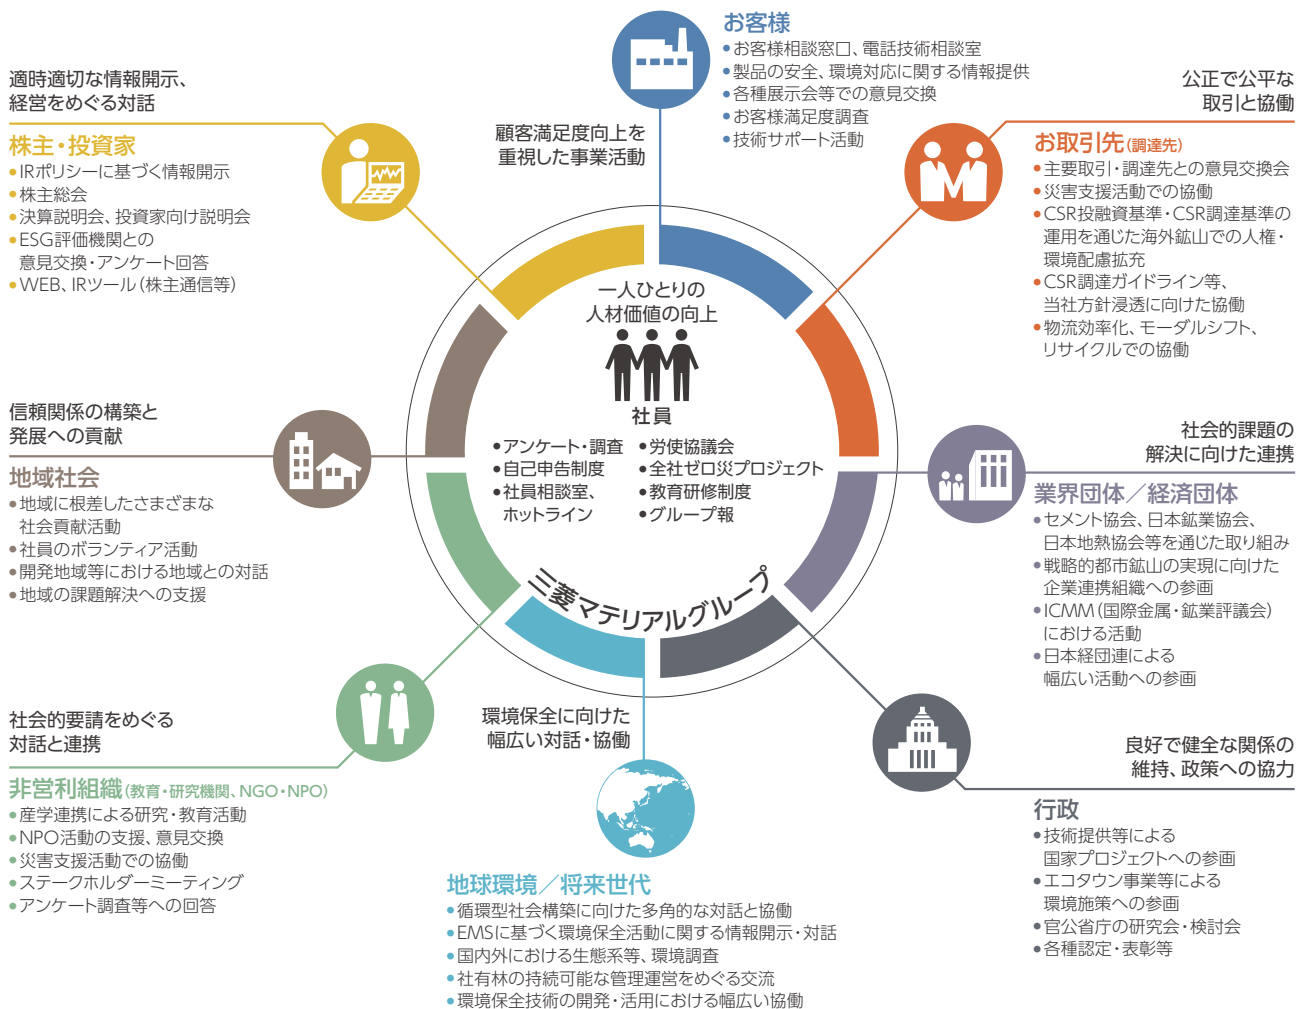 お客様
・お客様相談窓口、電話技術相談室
・製品の安全、環境対応に関する情報提供
・各種展示会等での意見交換
・お客様満足度調査
・技術サポート活動
顧客満足度向上を
重視した事業活動
公正で公平な
取引と協働
お取引先(調達先)
・主要取引・調達先との意見交換会
・災害支援活動での協働
・CSR投融資基準・CSR調達基準の
運用を通じた海外鉱山での人権・
環境配慮拡充
・CSR調達ガイドライン等、
当社方針浸透に向けた協働
・物流効率化、モーダルシフト、
リサイクルでの協働
社会的課題の
解決に向けた連携
業界団体／経済団体
・セメント協会、日本鉱業協会、
日本地熱協会等を通じた取り組み
・戦略的都市鉱山の実現に向けた
企業連携組織への参画
・ICMM(国際金属・鉱業評議会)
における活動
・日本経団連による
幅広い活動への参画
良好で健全な関係の
維持、政策への協力
行政
・技術提供等による
国家プロジェクトへの参画
・エコタウン事業等による
環境施策への参画
・官公省庁の研究会・検討会
・各種認定・表彰等
環境保全に向けた
幅広い対話・協働
地球環境／将来世代
・循環型社会構築に向けた多角的な対話と協働
・EMSに基づく環境保全活動に関する情報開示・対話
・国内外における生態系等、環境調査
・社有林の持続可能な管理運営をめぐる交流
・環境保全技術の開発・活用における幅広い協働
社会的要請をめぐる
対話と連携
非営利組織(教育・研究機関、NGO・NPO)
・産学連携による研究・教育活動
・NPO活動の支援、意見交換
・災害支援活動での協働
・ステークホルダーミーティング
・アンケート調査等への回答
信頼関係の構築と
発展への貢献
地域社会
・地域に根差したさまざまな
社会貢献活動
・社員のボランティア活動
・開発地域等における地域との対話
・地域の課題解決への支援
適時適切な情報開示、
経営をめぐる対話
株主・投資家
・IRポリシーに基づく情報開示
・株主総会
・決算説明会、投資家向け説明会
・ESG評価機関との
意見交換・アンケート回答
・WEB、IRツール(株主通信等)
一人ひとりの
人材価値の向上
社員
・アンケート・調査
・自己申告制度
・社員相談室、
ホットライン
・労使協議会
・全社ゼロ災プロジェクト
・教育研修制度
・グループ報
三菱マテリアルグループ